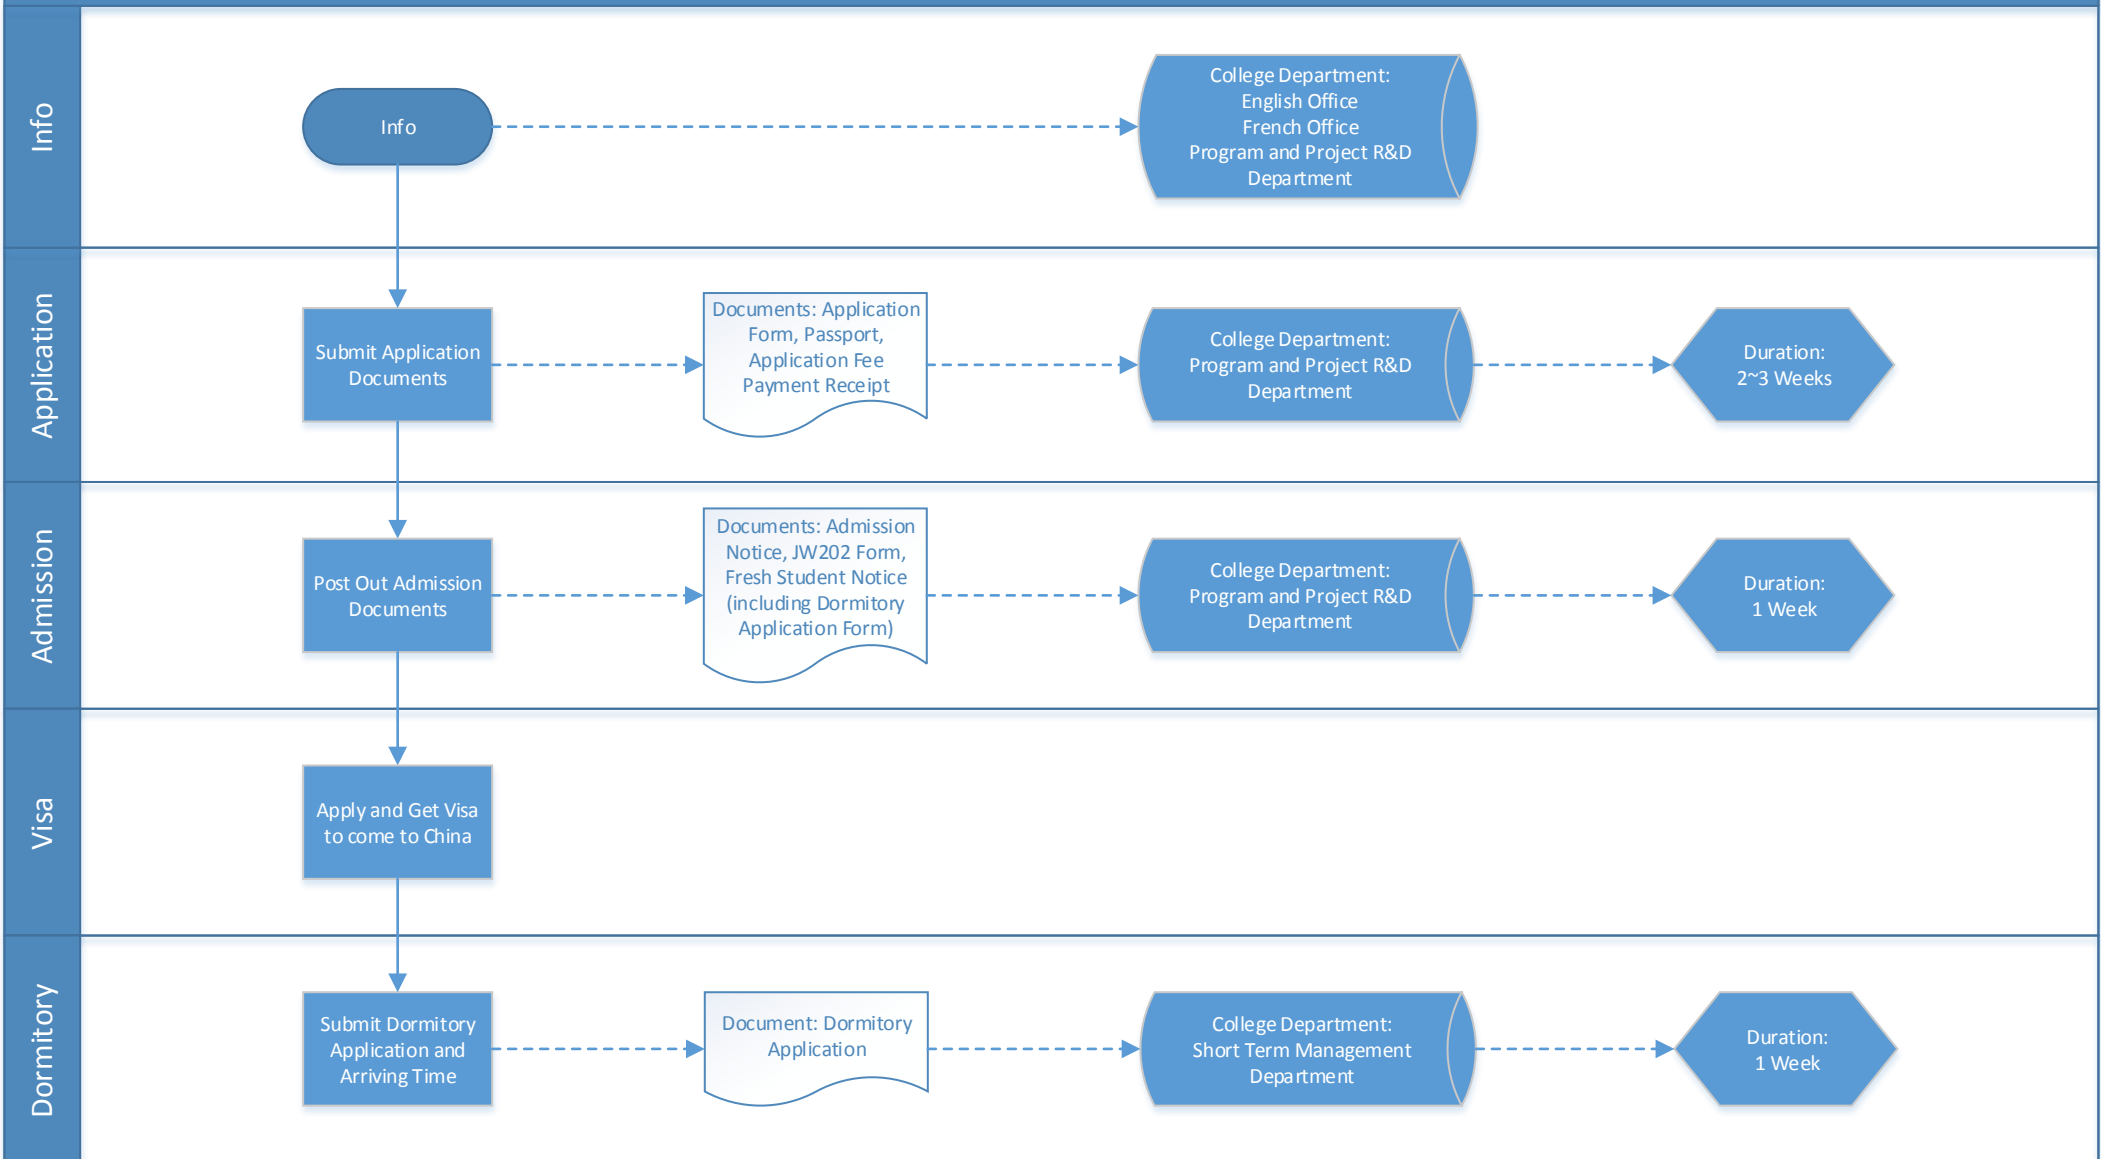 Info
Info
College Department:
English Office
French Office
Program and Project R&D
Department
Application
Submit Application
Documents
Documents: Application
Form, Passport,
Application Fee
Payment Receipt
College Department:
Program and Project R&D
Department
Duration:
2~3 Weeks
Admission
Post Out Admission
Documents
Documents: Admission
Notice, JW202 Form,
Fresh Student Notice
(including Dormitory
Application Form)
College Department:
Program and Project R&D
Department
Duration:
1 Week
Visa
Apply and Get Visa
to come to China
Dormitory
Submit Dormitory
Application and
Arriving Time
Document: Dormitory
Application
College Department:
Short Term Management
Department
Duration:
1 Week